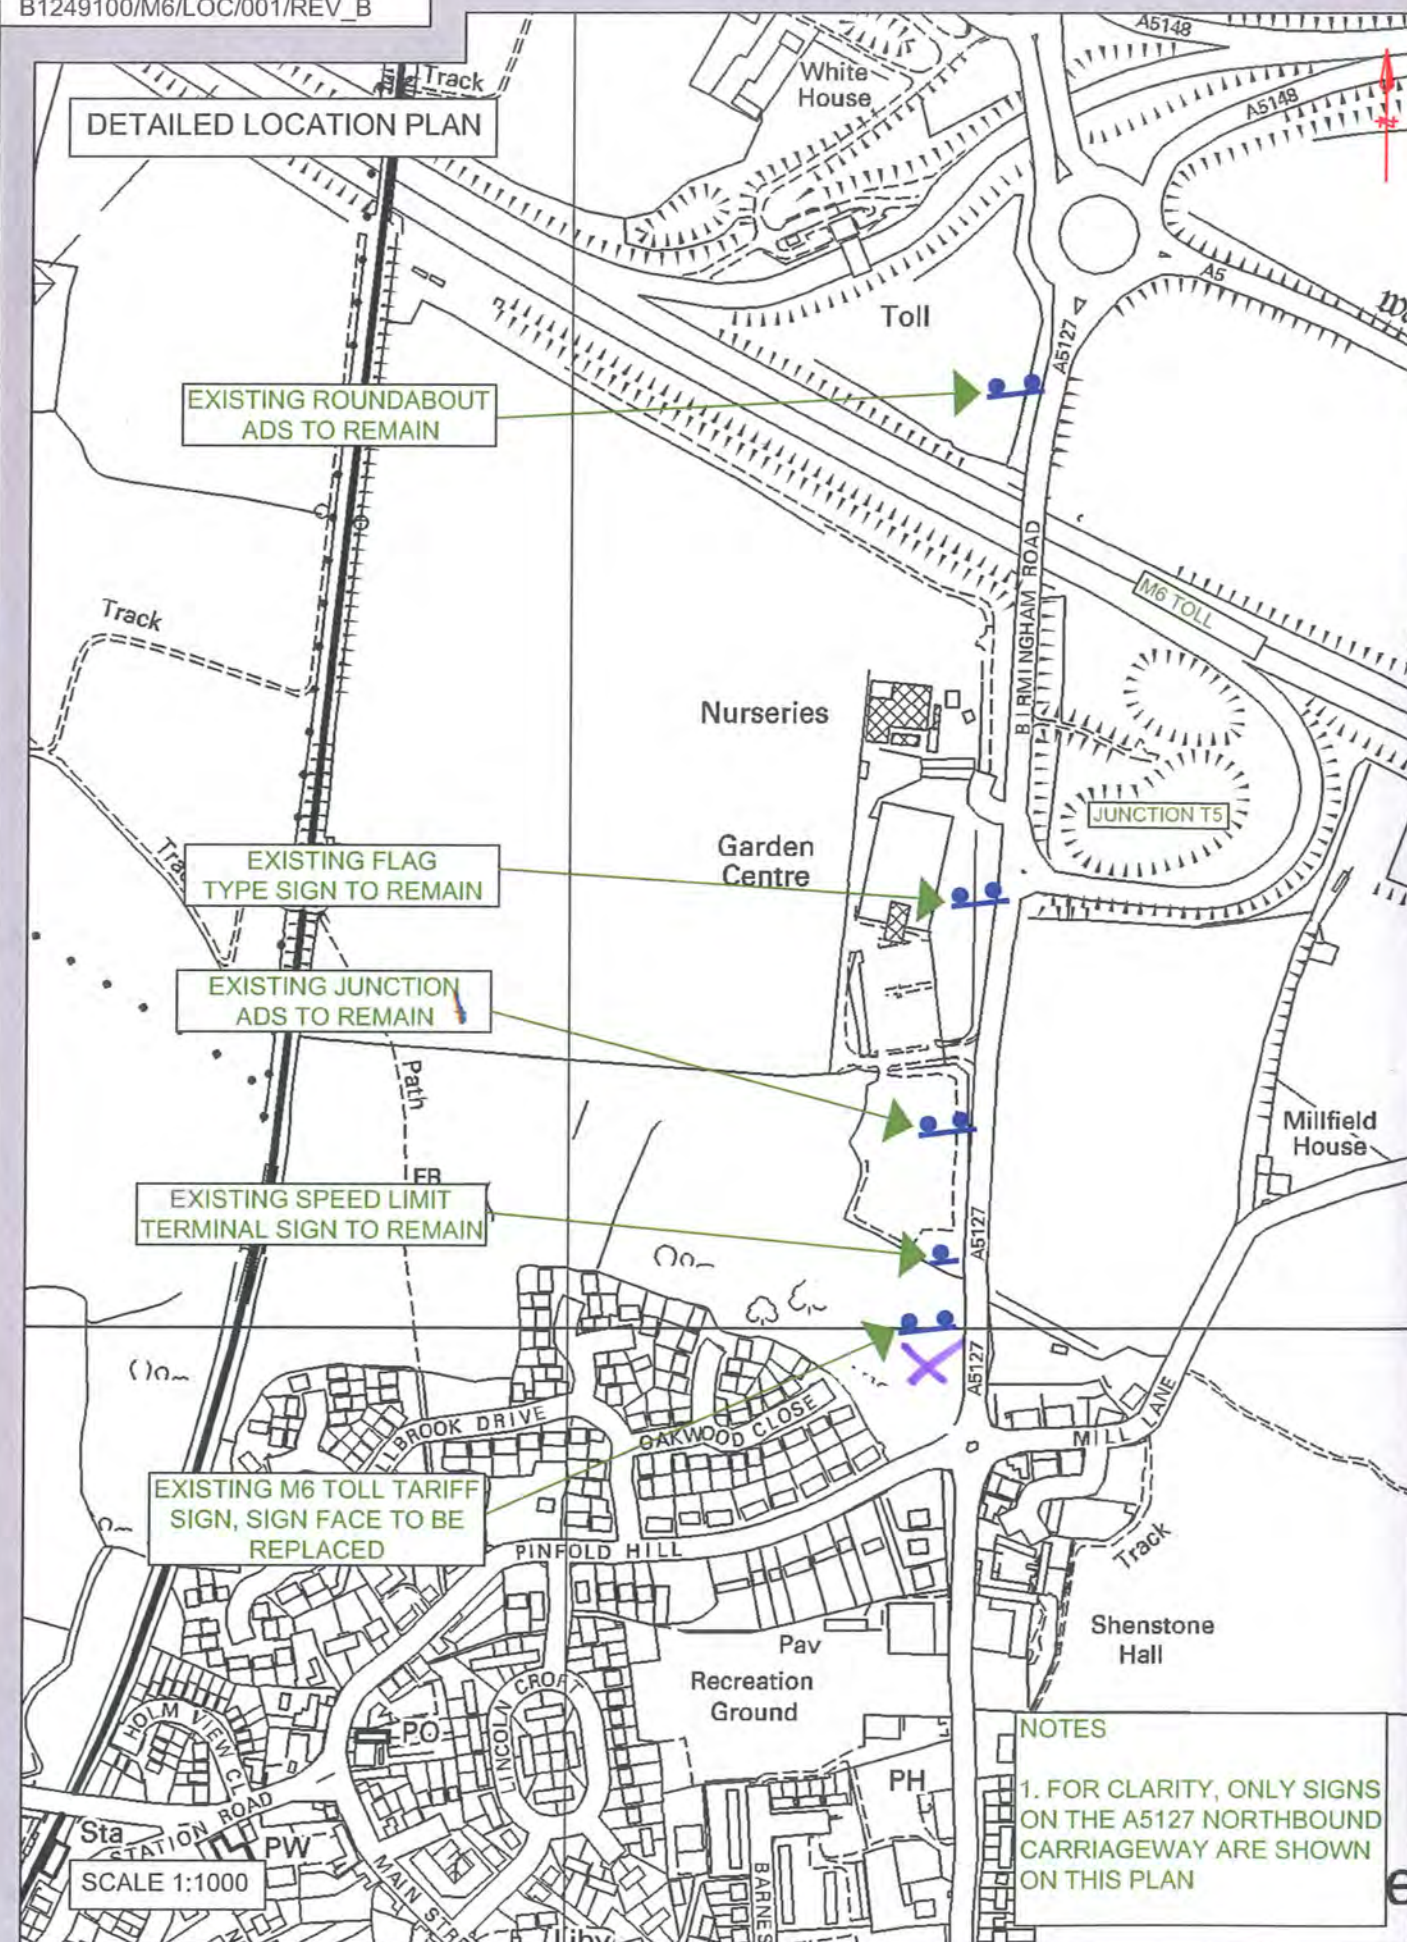 B1249100/M6/LOC/001/REV_B
A5148
Track
White
House
DETAILED LOCATION PLAN
A5148
A5
Toll
A5127
EXISTING ROUNDABOUT
ADS TO REMAIN
BIRMINGHAM ROAD
M6 TOLL
Track
Nurseries
JUNCTION T5
Garden
Centre
EXISTING FLAG
TYPE SIGN TO REMAIN
EXISTING JUNCTION
ADS TO REMAIN
Path
Millfield
House
FB
EXISTING SPEED LIMIT
TERMINAL SIGN TO REMAIN
A5127
A5127
LBROOK DRIVE
OAKWOOD CLOSE
MILL LANE
EXISTING M6 TOLL TARIFF
SIGN, SIGN FACE TO BE
REPLACED
PINFOLD HILL
Track
Shenstone
Hall
Pav
Recreation
Ground
HOLM VIEW CL
PO
LINCOLN CROFT
PH
NOTES
1. FOR CLARITY, ONLY SIGNS
ON THE A5127 NORTHBOUND
CARRIAGEWAY ARE SHOWN
ON THIS PLAN
Sta
STATION ROAD
PW
SCALE 1:1000
MAIN STRE
BARNES
Liby